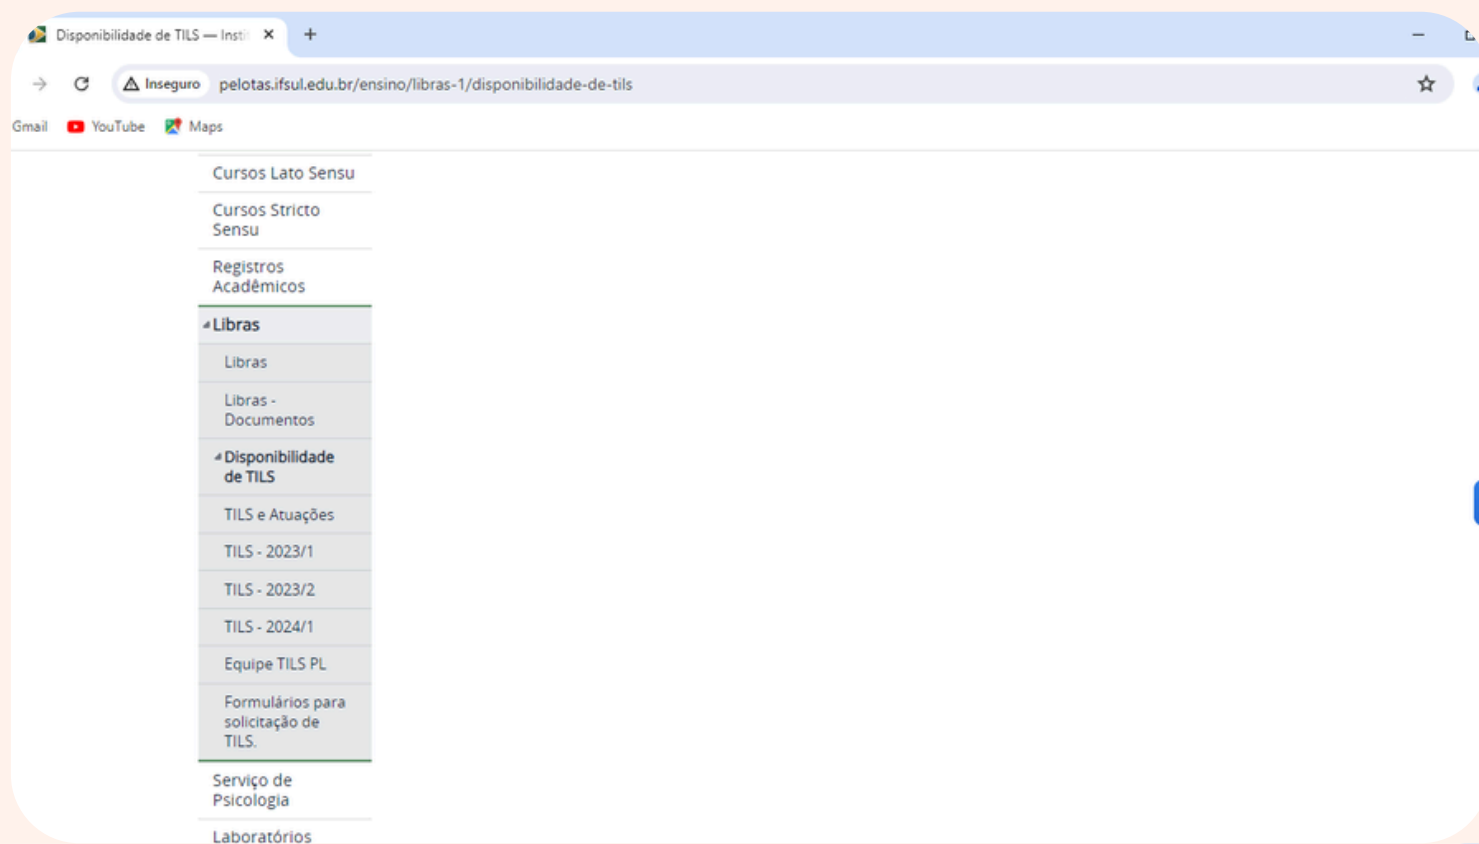 Disponibilidade de TILS — Insti
Inseguro pelotas.ifsul.edu.br/ensino/libras-1/disponibilidade-de-tils
Gmail YouTube Maps
Cursos Lato Sensu
Cursos Stricto
Sensu
Registros
Acadêmicos
Libras
Libras
Libras -
Documentos
Disponibilidade
de TILS
TILS e Atuações
TILS - 2023/1
TILS - 2023/2
TILS - 2024/1
Equipe TILS PL
Formulários para
solicitação de
TILS.
Serviço de
Psicologia
Laboratórios